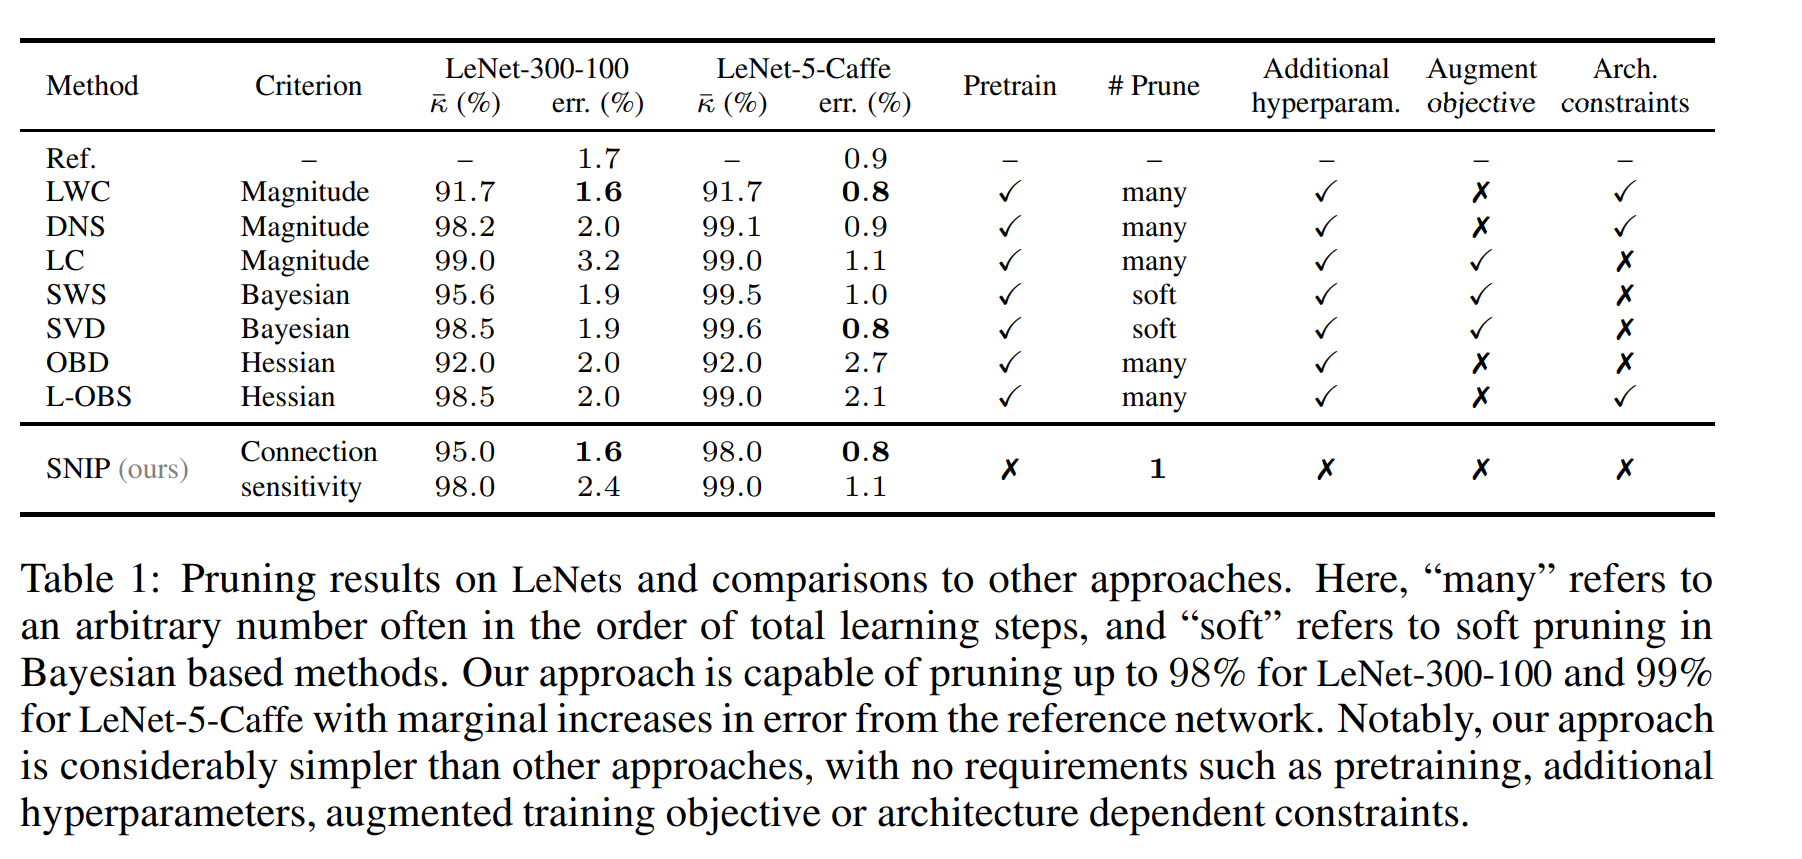 Method Criterion LeNet-300-100 LeNet-5-Caffe Pretrain # Prune Additional hyperparam. Augment objective Arch. constraints
κ̄ (%) err. (%) κ̄ (%) err. (%)
Ref. – – 1.7 – 0.9 – – – – –
LWC Magnitude 91.7 1.6 91.7 0.8 ✓ many ✓ ✗ ✓
DNS Magnitude 98.2 2.0 99.1 0.9 ✓ many ✓ ✗ ✓
LC Magnitude 99.0 3.2 99.0 1.1 ✓ many ✓ ✓ ✗
SWS Bayesian 95.6 1.9 99.5 1.0 ✓ soft ✓ ✓ ✗
SVD Bayesian 98.5 1.9 99.6 0.8 ✓ soft ✓ ✓ ✗
OBD Hessian 92.0 2.0 92.0 2.7 ✓ many ✓ ✗ ✗
L-OBS Hessian 98.5 2.0 99.0 2.1 ✓ many ✓ ✗ ✓
SNIP (ours) Connection sensitivity 95.0 1.6 98.0 0.8 ✗ 1 ✗ ✗ ✗
98.0 2.4 99.0 1.1
Table 1: Pruning results on LeNets and comparisons to other approaches. Here, “many” refers to
an arbitrary number often in the order of total learning steps, and “soft” refers to soft pruning in
Bayesian based methods. Our approach is capable of pruning up to 98% for LeNet-300-100 and 99%
for LeNet-5-Caffe with marginal increases in error from the reference network. Notably, our approach
is considerably simpler than other approaches, with no requirements such as pretraining, additional
hyperparameters, augmented training objective or architecture dependent constraints.